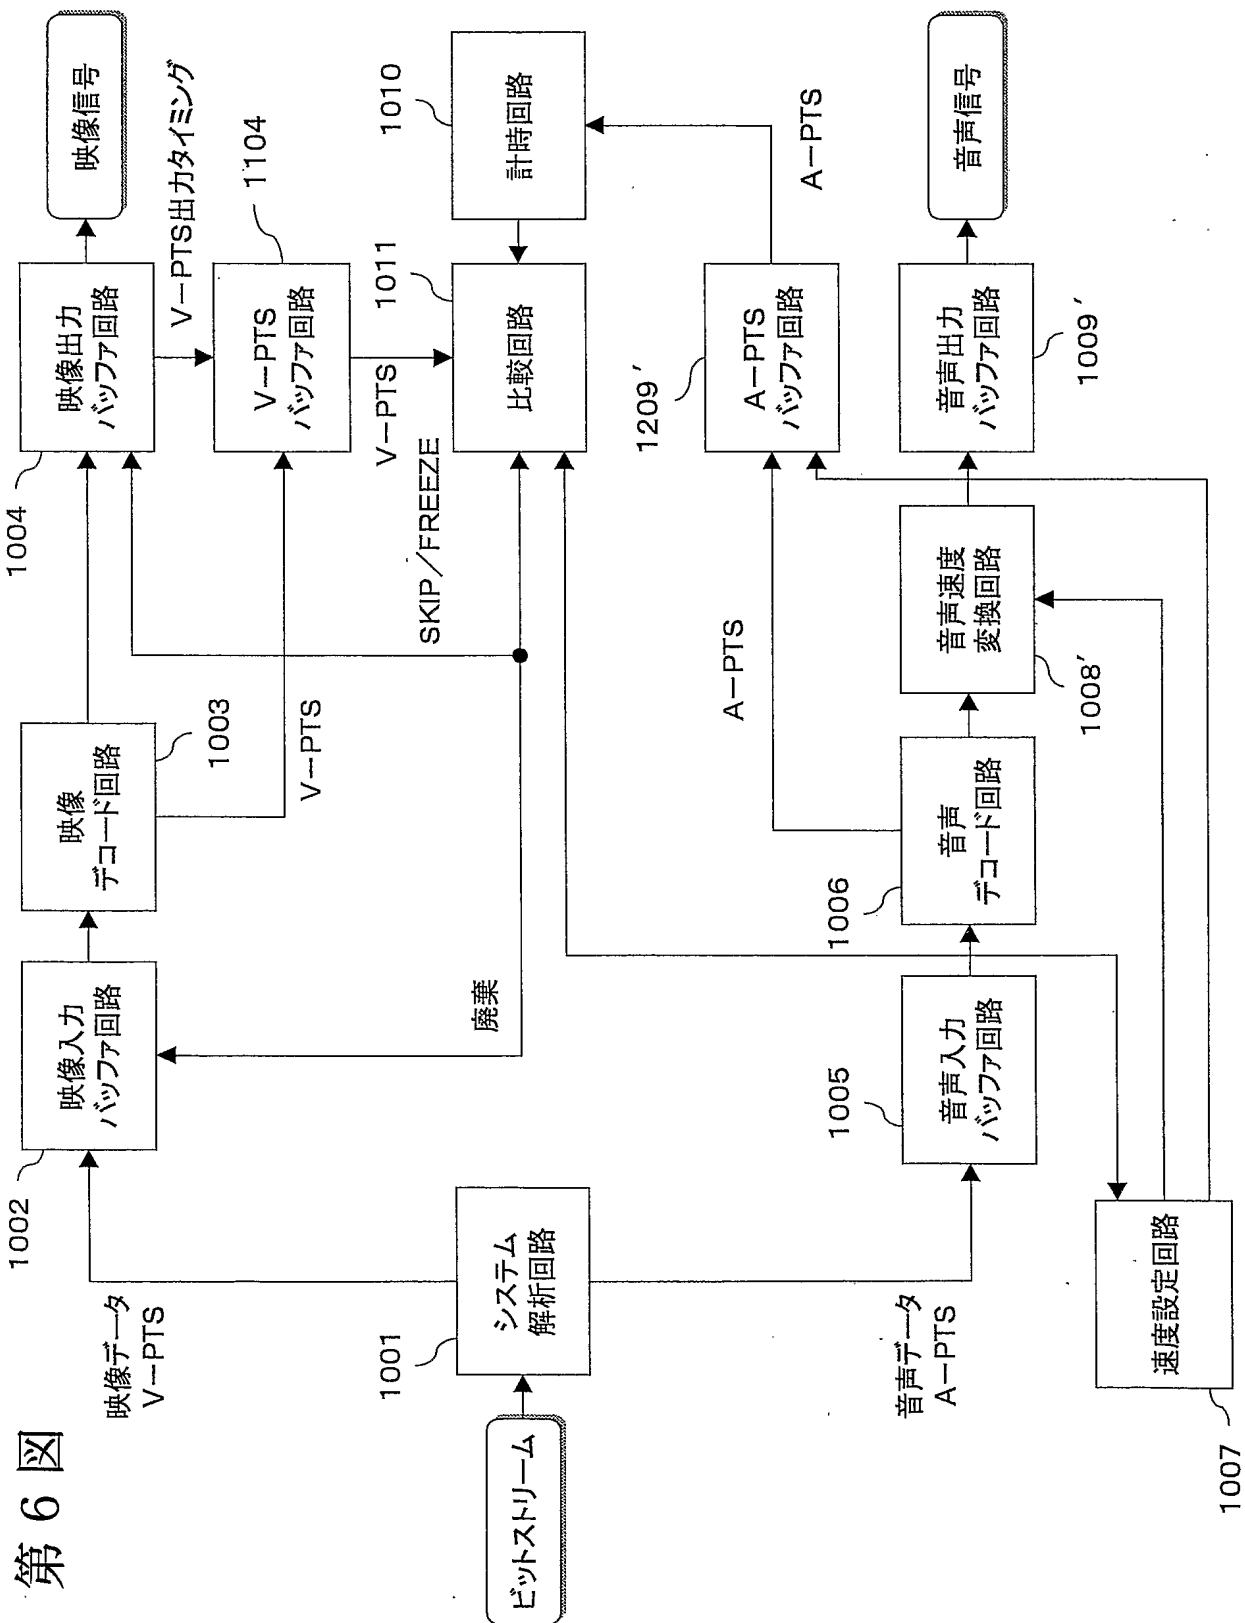 第6図
ビットストリーム
システム
解析回路
1001
映像データ
V－PTS
音声データ
A－PTS
映像入力
バッファ回路
1002
映像
デコード回路
1003
V－PTS
映像出力
バッファ回路
1004
映像信号
V－PTS出力タイミング
V－PTS
バッファ回路
1104
V－PTS
SKIP／FREEZE
廃棄
比較回路
1011
計時回路
1010
A－PTS
A－PTS
バッファ回路
1209′
A－PTS
音声入力
バッファ回路
1005
音声
デコード回路
1006
音声速度
変換回路
1008′
音声出力
バッファ回路
1009′
音声信号
速度設定回路
1007